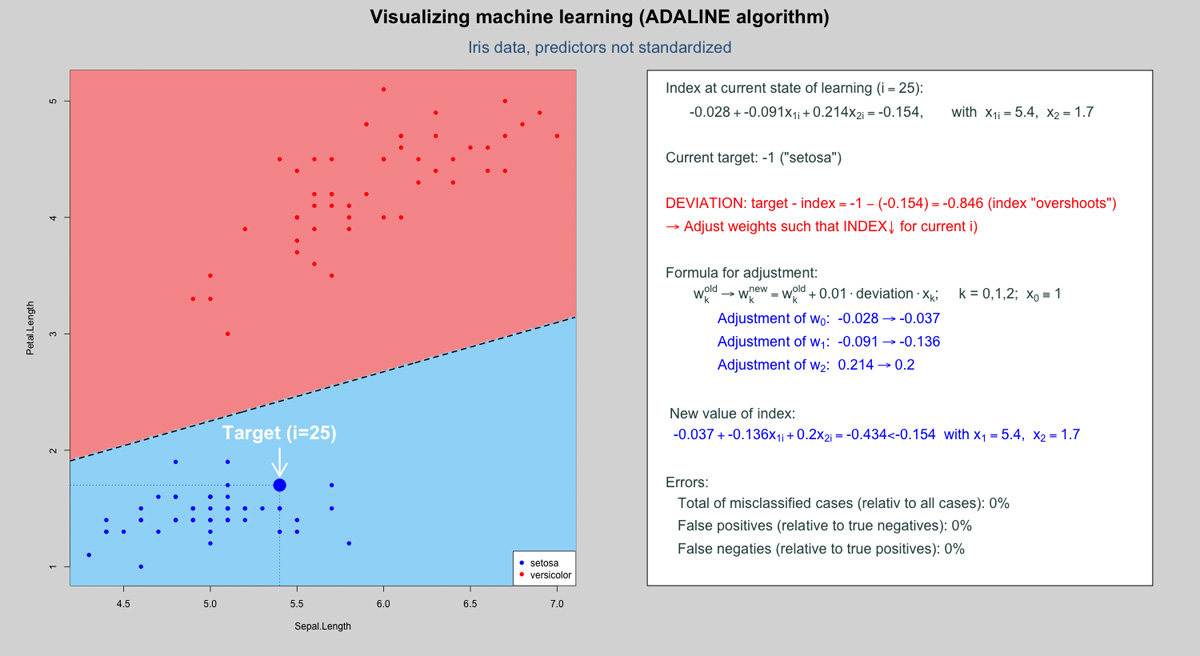 Visualizing machine learning (ADALINE algorithm)
Iris data, predictors not standardized
5
4
3
2
1
Petal.Length
Target (i=25)
setosa
versicolor
4.5 5.0 5.5 6.0 6.5 7.0
Sepal.Length
Index at current state of learning (i = 25):
-0.028 + -0.091x₁ᵢ + 0.214x₂ᵢ = -0.154, with x₁ᵢ = 5.4, x₂ = 1.7
Current target: -1 ("setosa")
DEVIATION: target - index = -1 − (-0.154) = -0.846 (index "overshoots")
→ Adjust weights such that INDEX↓ for current i)
Formula for adjustment:
wₖᵒˡᵈ → wₖⁿᵉʷ = wₖᵒˡᵈ + 0.01 · deviation · xₖ; k = 0,1,2; x₀ ≡ 1
Adjustment of w₀: -0.028 → -0.037
Adjustment of w₁: -0.091 → -0.136
Adjustment of w₂: 0.214 → 0.2
New value of index:
-0.037 + -0.136x₁ᵢ + 0.2x₂ᵢ = -0.434<-0.154 with x₁ = 5.4, x₂ = 1.7
Errors:
Total of misclassified cases (relativ to all cases): 0%
False positives (relative to true negatives): 0%
False negaties (relative to true positives): 0%